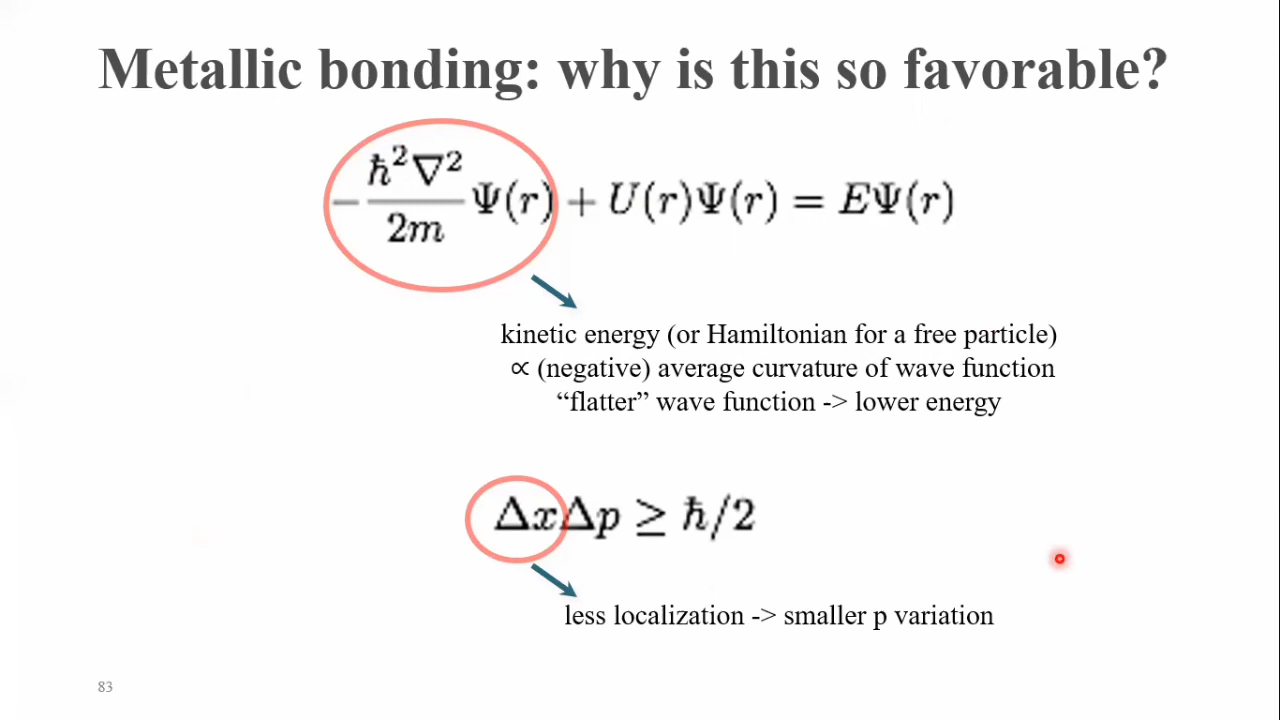 Metallic bonding: why is this so favorable?
−ħ²∇²/2m Ψ(r) + U(r)Ψ(r) = EΨ(r)
kinetic energy (or Hamiltonian for a free particle)
∝ (negative) average curvature of wave function
“flatter” wave function -> lower energy
ΔxΔp ≥ ħ/2
less localization -> smaller p variation
83